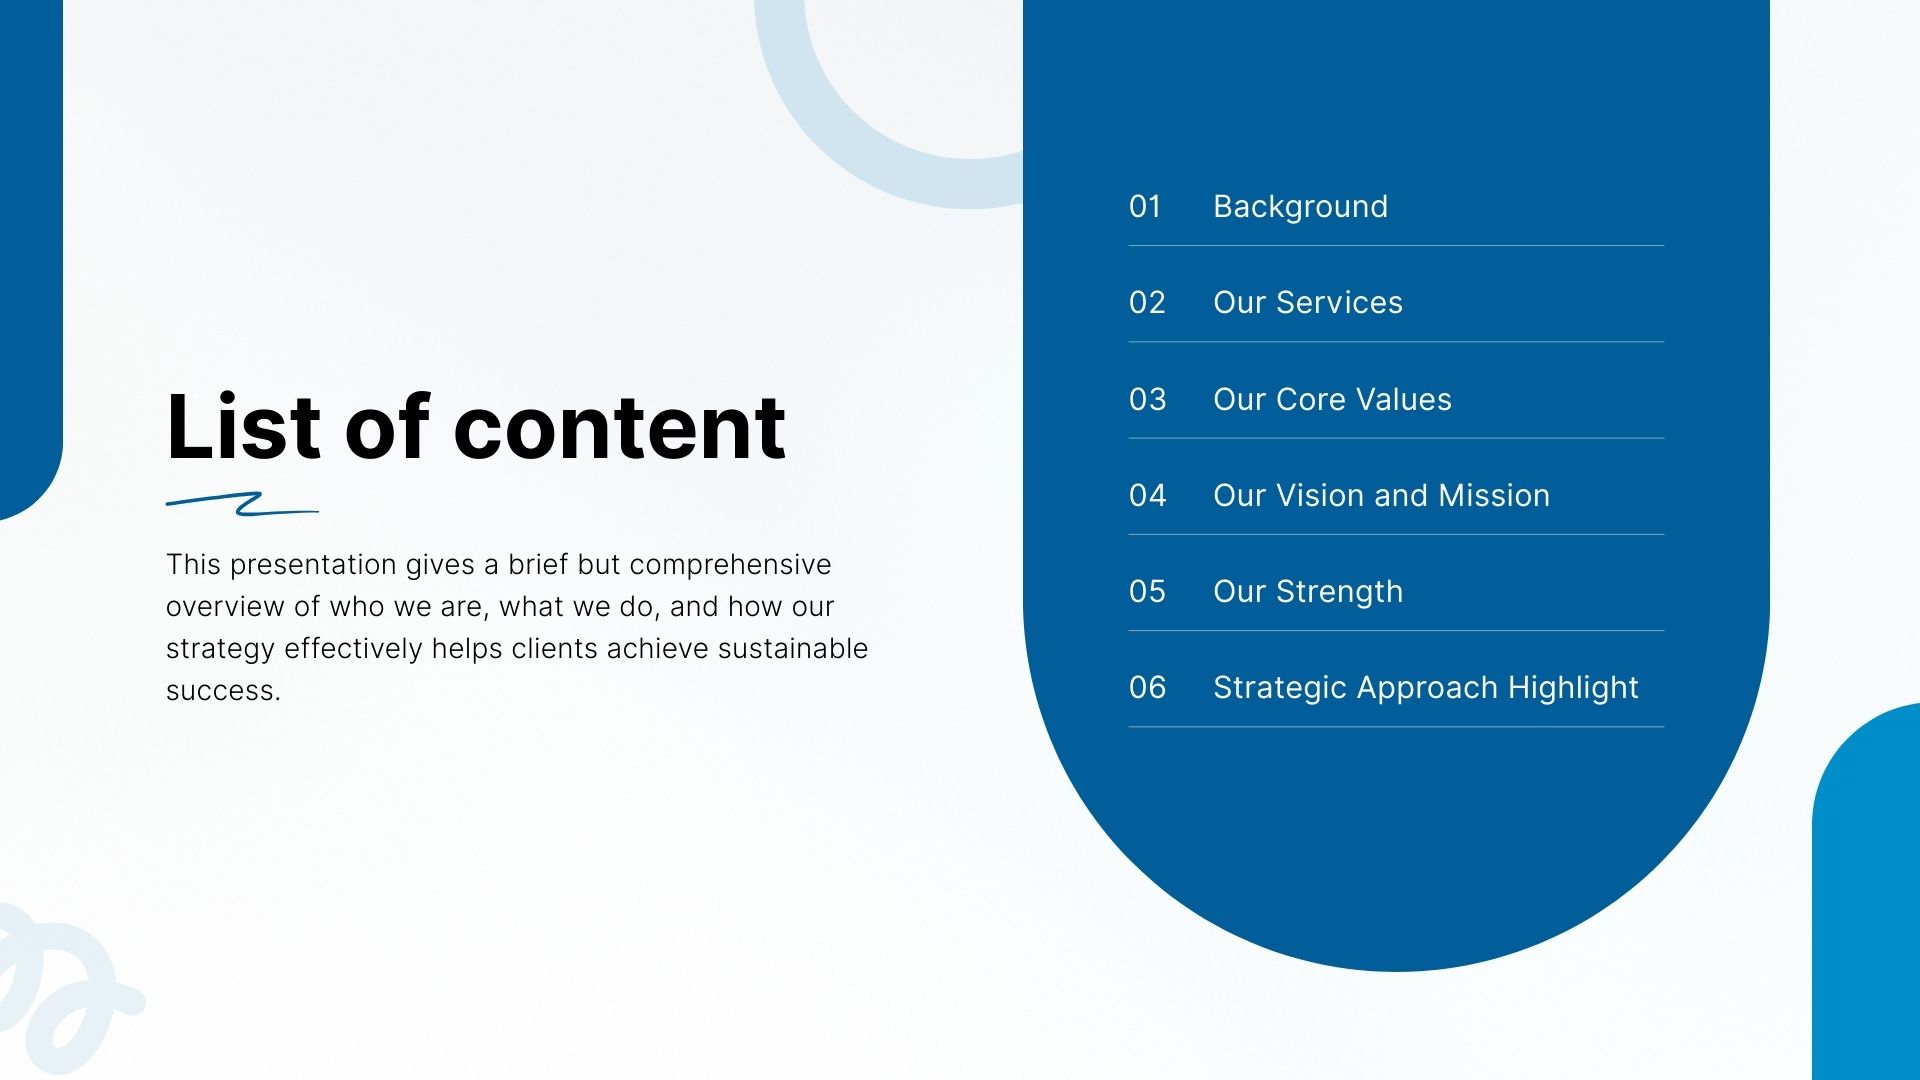 List of content
This presentation gives a brief but comprehensive
overview of who we are, what we do, and how our
strategy effectively helps clients achieve sustainable
success.
01 Background
02 Our Services
03 Our Core Values
04 Our Vision and Mission
05 Our Strength
06 Strategic Approach Highlight